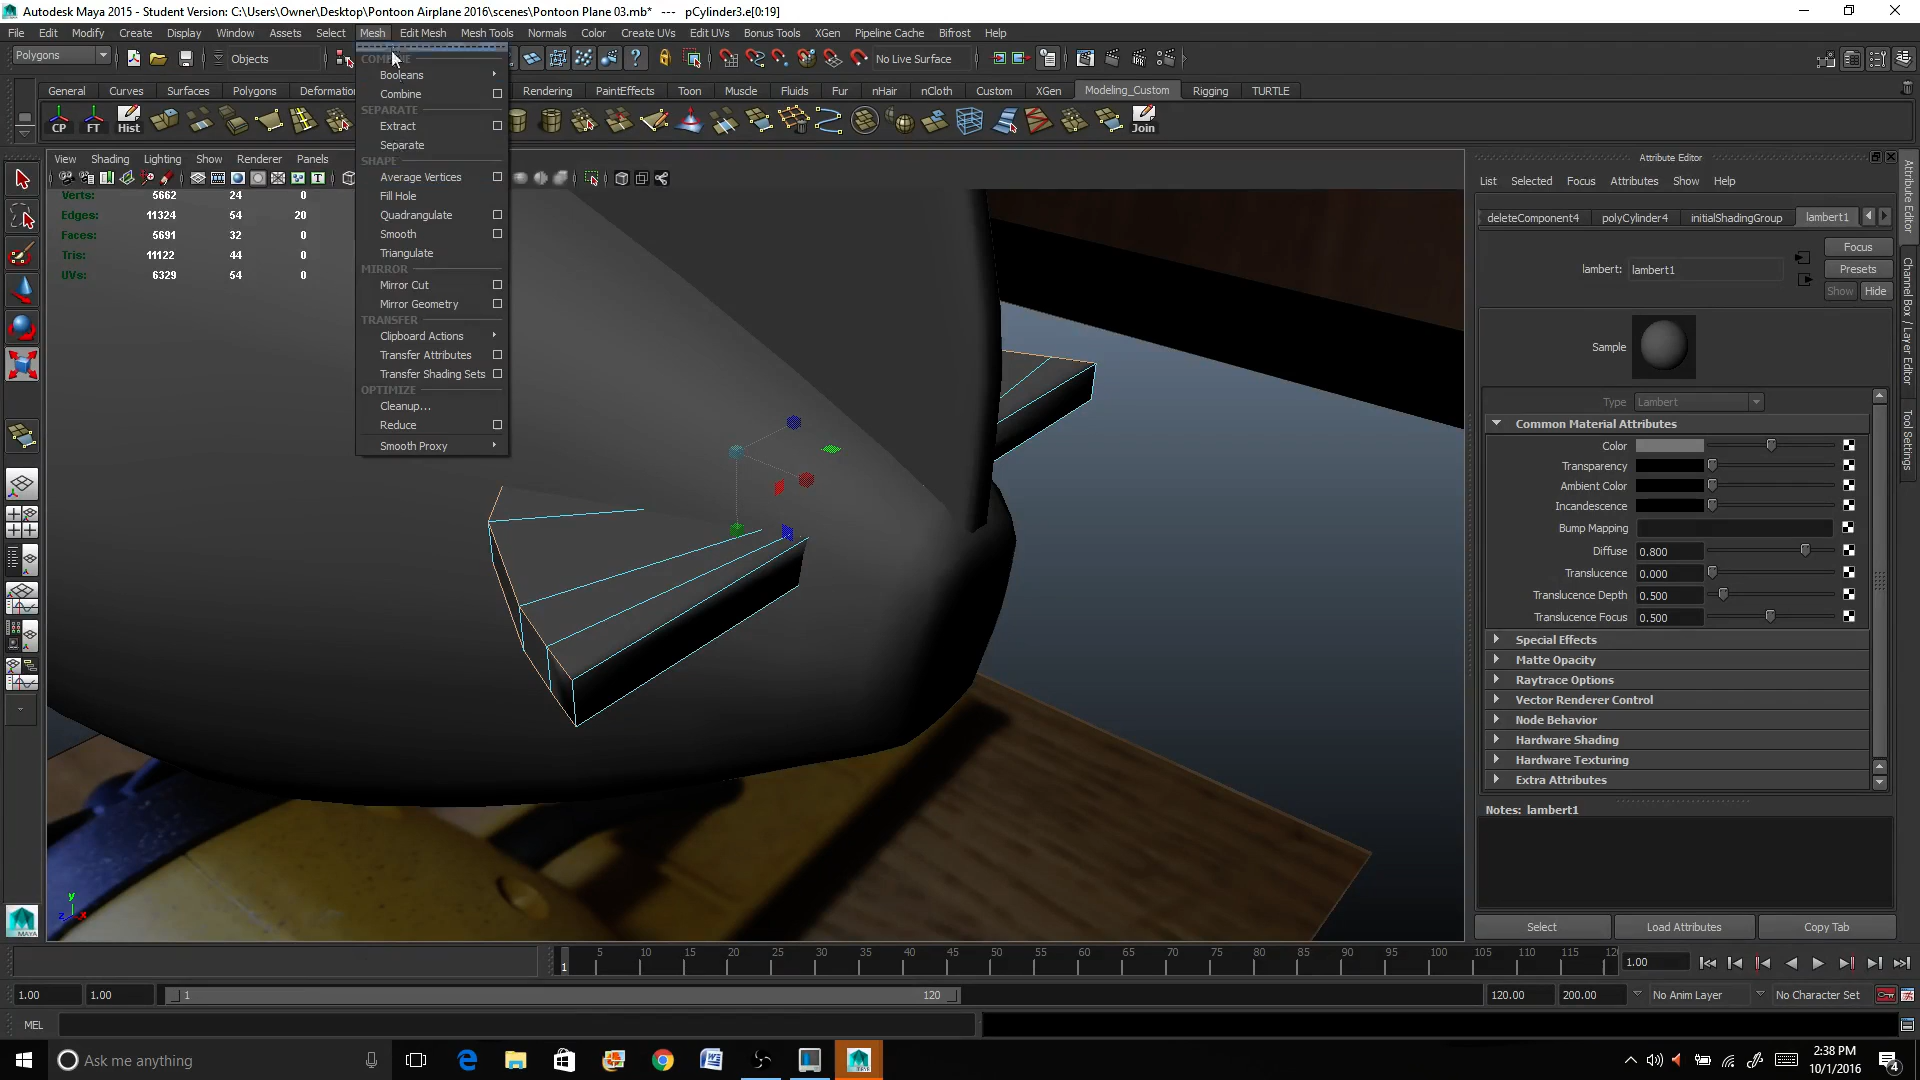 Autodesk Maya 2015 - Student Version: C:\Users\Owner\Desktop\Pontoon Airplane 2016\scenes\Pontoon Plane 03.mb*  ---  pCylinder3.e[0:19]
File Edit Modify Create Display Window Assets Select Mesh Edit Mesh Mesh Tools Normals Color Create UVs Edit UVs Bonus Tools XGen Pipeline Cache Bifrost Help
Polygons Objects No Live Surface
General Curves Surfaces Polygons Deformation Rendering PaintEffects Toon Muscle Fluids Fur nHair nCloth Custom XGen Modeling_Custom Rigging TURTLE
CP FT Hist Join
View Shading Lighting Show Renderer Panels
Verts: 5662 24 0
Edges: 11324 54 20
Faces: 5691 32 0
Tris: 11122 44 0
UVs: 6329 54 0
COMBINE
Booleans
Combine
SEPARATE
Extract
Separate
SHAPE
Average Vertices
Fill Hole
Quadrangulate
Smooth
Triangulate
MIRROR
Mirror Cut
Mirror Geometry
TRANSFER
Clipboard Actions
Transfer Attributes
Transfer Shading Sets
OPTIMIZE
Cleanup...
Reduce
Smooth Proxy
y
z x
MAYA
Attribute Editor
List Selected Focus Attributes Show Help
deleteComponent4 polyCylinder4 initialShadingGroup lambert1
Focus
lambert: lambert1 Presets
Show Hide
Sample
Type Lambert
Common Material Attributes
Color
Transparency
Ambient Color
Incandescence
Bump Mapping
Diffuse 0.800
Translucence 0.000
Translucence Depth 0.500
Translucence Focus 0.500
Special Effects
Matte Opacity
Raytrace Options
Vector Renderer Control
Node Behavior
Hardware Shading
Hardware Texturing
Extra Attributes
Notes: lambert1
Select Load Attributes Copy Tab
Attribute Editor
Channel Box / Layer Editor
Tool Settings
1 5 10 15 20 25 30 35 40 45 50 55 60 65 70 75 80 85 90 95 100 105 110 115 12 1.00
1.00 1.00 1 120 120.00 200.00 No Anim Layer No Character Set
MEL
Ask me anything
2:38 PM
10/1/2016
4